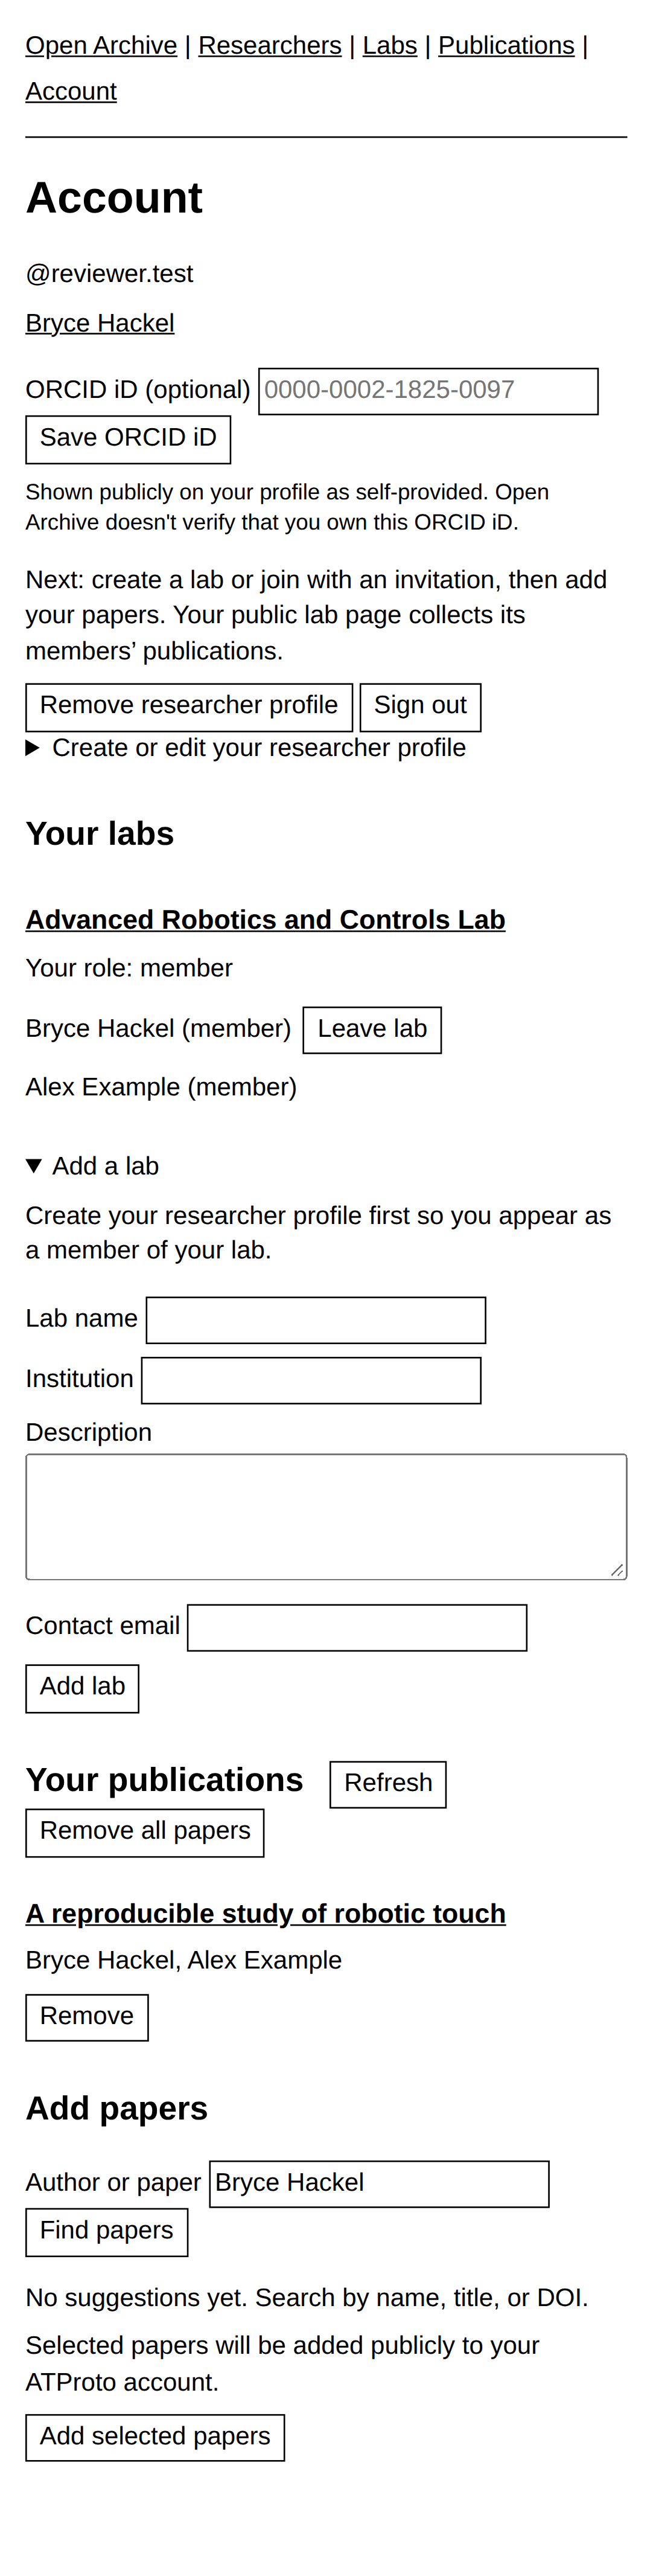 Open Archive | Researchers | Labs | Publications |
Account
Account
@reviewer.test
Bryce Hackel
ORCID iD (optional) 0000-0002-1825-0097
Save ORCID iD
Shown publicly on your profile as self-provided. Open
Archive doesn't verify that you own this ORCID iD.
Next: create a lab or join with an invitation, then add
your papers. Your public lab page collects its
members’ publications.
Remove researcher profile Sign out
Create or edit your researcher profile
Your labs
Advanced Robotics and Controls Lab
Your role: member
Bryce Hackel (member) Leave lab
Alex Example (member)
Add a lab
Create your researcher profile first so you appear as
a member of your lab.
Lab name
Institution
Description
Contact email
Add lab
Your publications Refresh
Remove all papers
A reproducible study of robotic touch
Bryce Hackel, Alex Example
Remove
Add papers
Author or paper Bryce Hackel
Find papers
No suggestions yet. Search by name, title, or DOI.
Selected papers will be added publicly to your
ATProto account.
Add selected papers